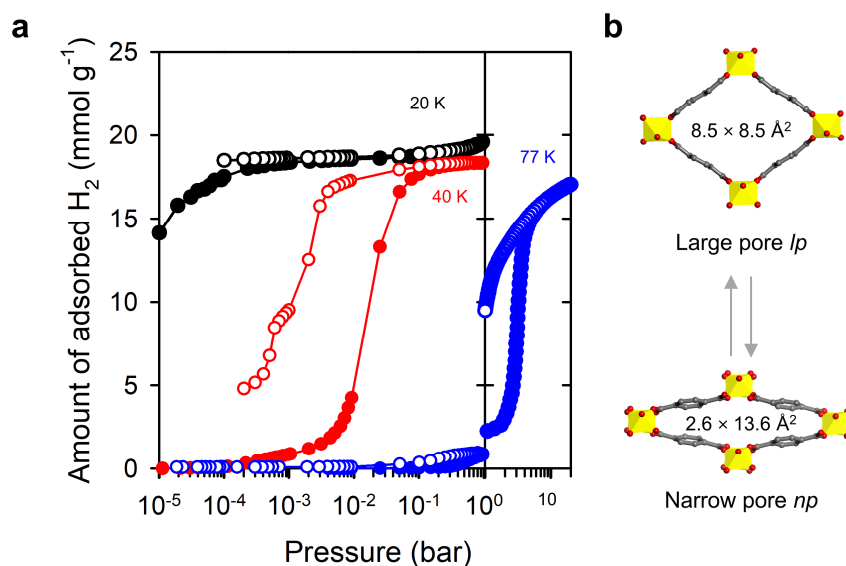 a
Amount of adsorbed H₂ (mmol g⁻¹)
25
20
15
10
5
0
20 K
40 K
77 K
10⁻⁵
10⁻⁴
10⁻³
10⁻²
10⁻¹
10⁰
10
Pressure (bar)
b
8.5 × 8.5 Å²
Large pore lp
2.6 × 13.6 Å²
Narrow pore np